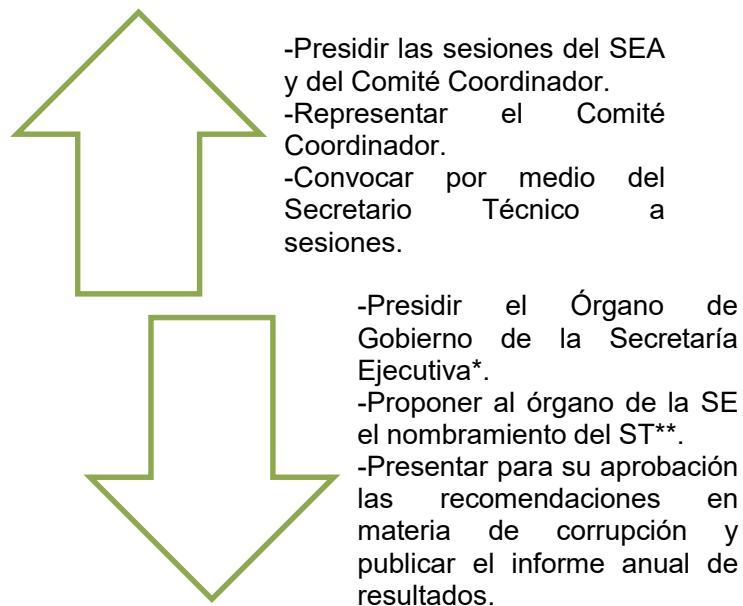 -Presidir las sesiones del SEA
y del Comité Coordinador.
-Representar el Comité
Coordinador.
-Convocar por medio del
Secretario Técnico a
sesiones.
-Presidir el Órgano de
Gobierno de la Secretaría
Ejecutiva*.
-Proponer al órgano de la SE
el nombramiento del ST**.
-Presentar para su aprobación
las recomendaciones en
materia de corrupción y
publicar el informe anual de
resultados.